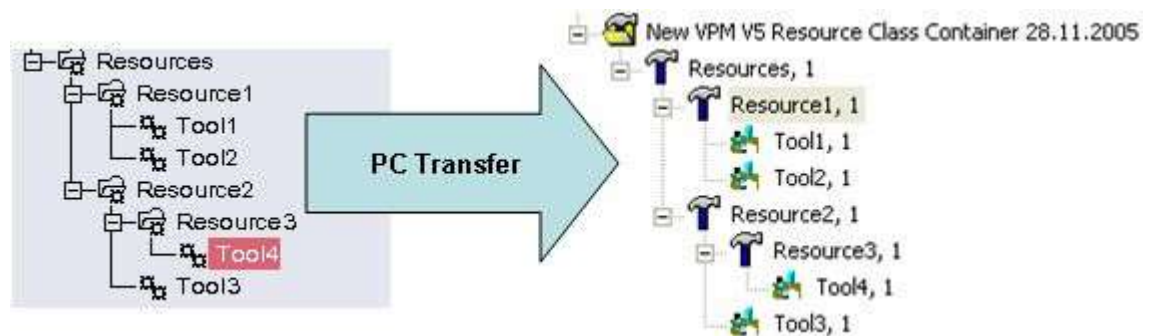 Resources
Resource1
Tool1
Tool2
Resource2
Resource3
Tool4
Tool3
PC Transfer
New VPM V5 Resource Class Container 28.11.2005
Resources, 1
Resource1, 1
Tool1, 1
Tool2, 1
Resource2, 1
Resource3, 1
Tool4, 1
Tool3, 1